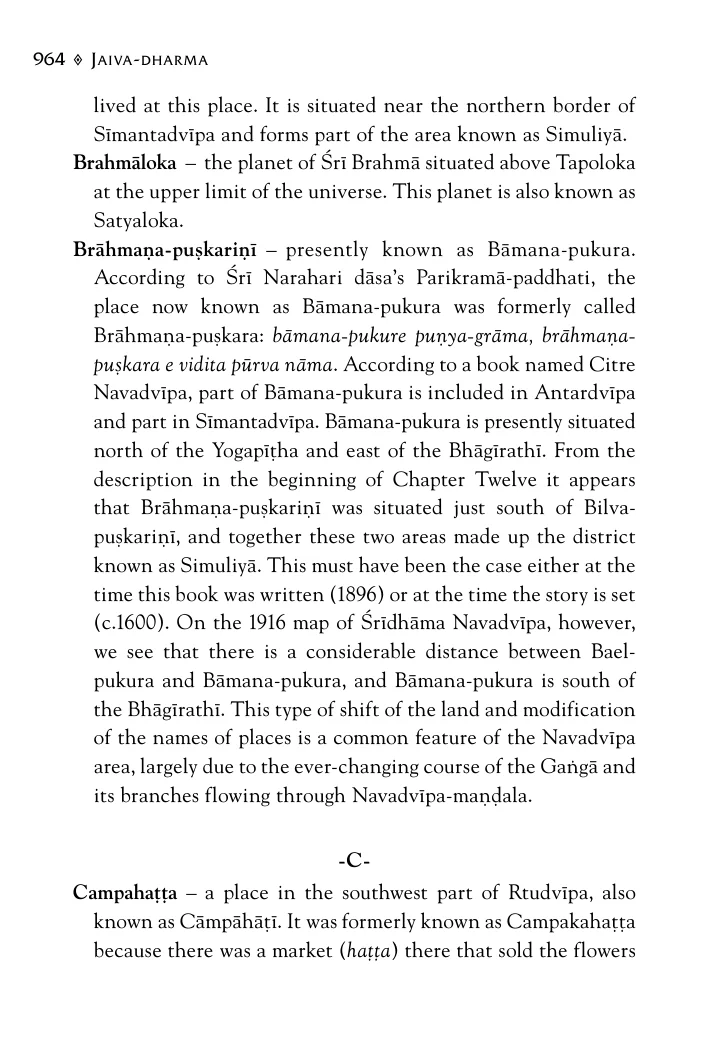 964 ◊ Jaiva-dharma
lived at this place. It is situated near the northern border of
Sīmantadvīpa and forms part of the area known as Simuliyā.
Brahmāloka – the planet of Śrī Brahmā situated above Tapoloka
at the upper limit of the universe. This planet is also known as
Satyaloka.
Brāhmaṇa-puṣkariṇī – presently known as Bāmana-pukura.
According to Śrī Narahari dāsa’s Parikramā-paddhati, the
place now known as Bāmana-pukura was formerly called
Brāhmaṇa-puṣkara: bāmana-pukure puṇya-grāma, brāhmaṇa-
puṣkara e vidita pūrva nāma. According to a book named Citre
Navadvīpa, part of Bāmana-pukura is included in Antardvīpa
and part in Sīmantadvīpa. Bāmana-pukura is presently situated
north of the Yogapīṭha and east of the Bhāgīrathī. From the
description in the beginning of Chapter Twelve it appears
that Brāhmaṇa-puṣkariṇī was situated just south of Bilva-
puṣkariṇī, and together these two areas made up the district
known as Simuliyā. This must have been the case either at the
time this book was written (1896) or at the time the story is set
(c.1600). On the 1916 map of Śrīdhāma Navadvīpa, however,
we see that there is a considerable distance between Bael-
pukura and Bāmana-pukura, and Bāmana-pukura is south of
the Bhāgīrathī. This type of shift of the land and modification
of the names of places is a common feature of the Navadvīpa
area, largely due to the ever-changing course of the Gaṅgā and
its branches flowing through Navadvīpa-maṇḍala.
-C-
Campahaṭṭa – a place in the southwest part of Rtudvīpa, also
known as Cāmpāhāṭī. It was formerly known as Campakahaṭṭa
because there was a market (haṭṭa) there that sold the flowers